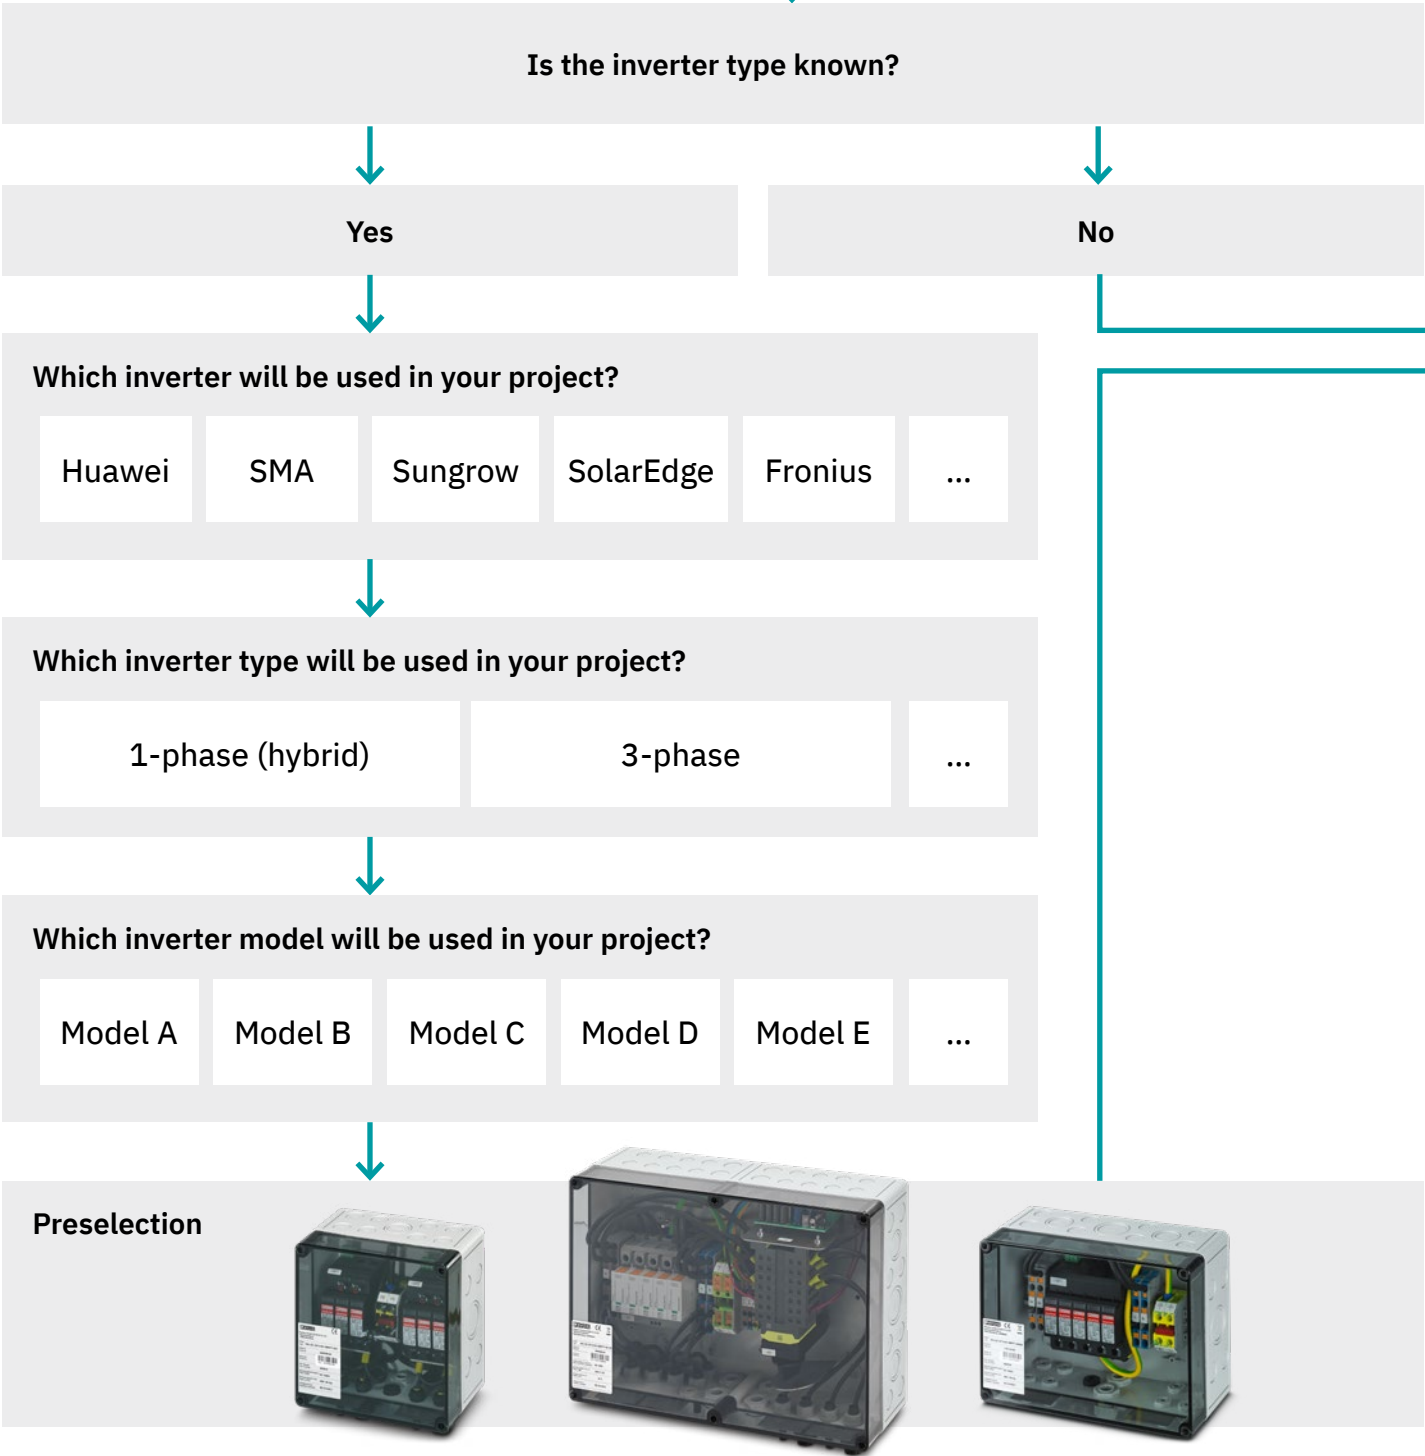 Is the inverter type known?
Yes
No
Which inverter will be used in your project?
Huawei
SMA
Sungrow
SolarEdge
Fronius
...
Which inverter type will be used in your project?
1-phase (hybrid)
3-phase
...
Which inverter model will be used in your project?
Model A
Model B
Model C
Model D
Model E
...
Preselection